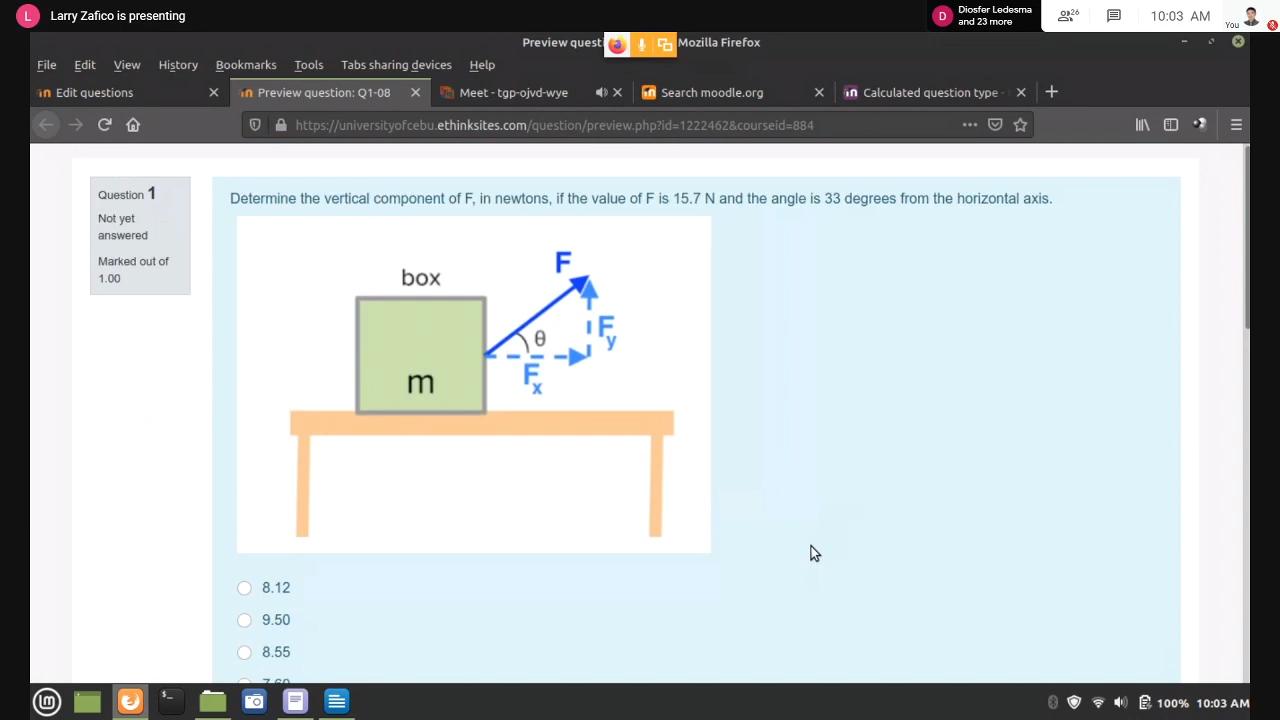 L Larry Zafico is presenting
D Diosfer Ledesma
and 23 more
26
10:03 AM
You
Preview questi
Mozilla Firefox
File Edit View History Bookmarks Tools Tabs sharing devices Help
Edit questions
Preview question: Q1-08
Meet - tgp-ojvd-wye
Search moodle.org
Calculated question type -
https://universityofcebu.ethinksites.com/question/preview.php?id=1222462&courseid=884
Question 1
Not yet
answered
Marked out of
1.00
Determine the vertical component of F, in newtons, if the value of F is 15.7 N and the angle is 33 degrees from the horizontal axis.
box
F
θ
Fy
Fx
m
8.12
9.50
8.55
100% 10:03 AM